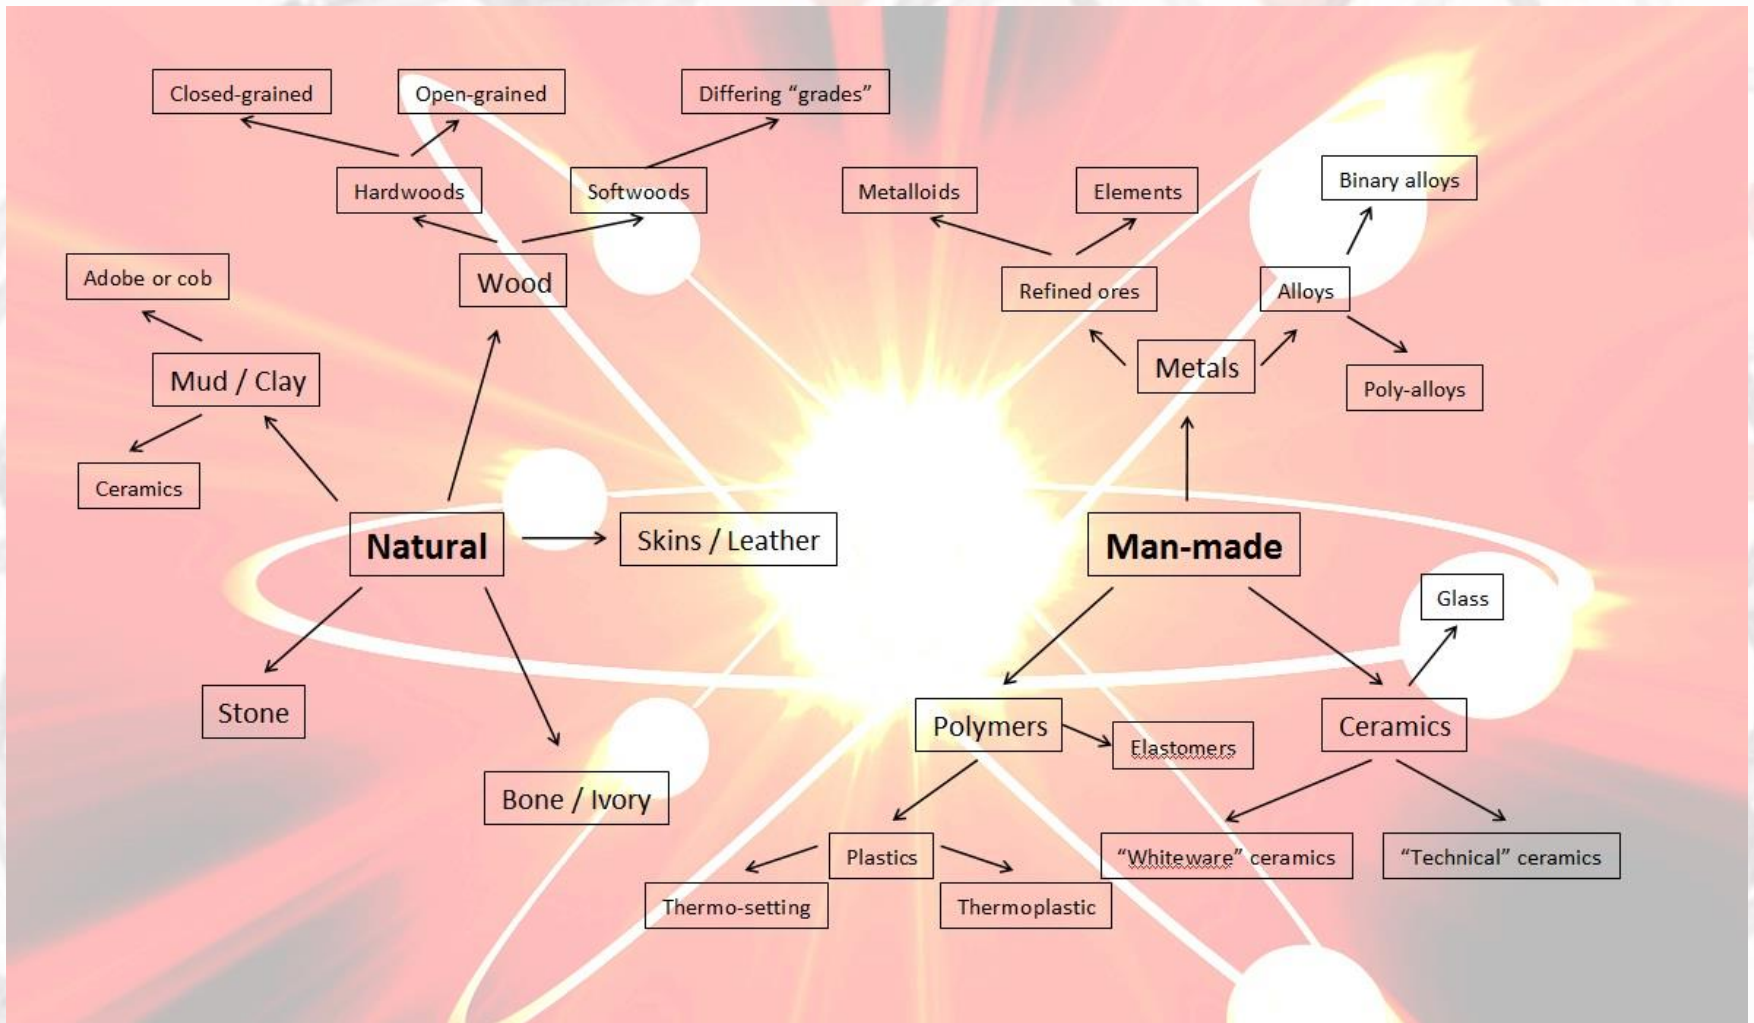 Closed-grained
Open-grained
Differing “grades”
Hardwoods
Softwoods
Metalloids
Elements
Binary alloys
Adobe or cob
Wood
Refined ores
Alloys
Mud / Clay
Metals
Poly-alloys
Ceramics
Natural
Skins / Leather
Man-made
Glass
Stone
Polymers
Elastomers
Ceramics
Bone / Ivory
Plastics
“Whiteware” ceramics
“Technical” ceramics
Thermo-setting
Thermoplastic